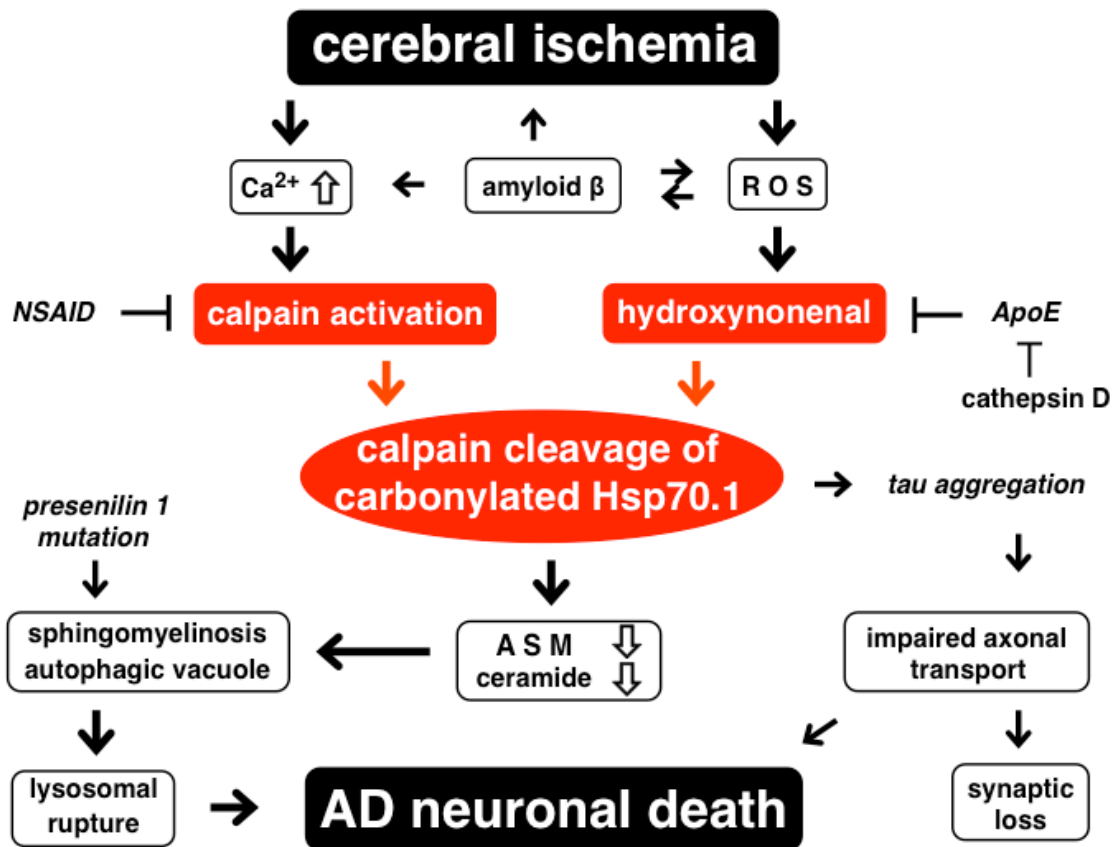 cerebral ischemia
Ca²⁺
amyloid β
R O S
NSAID
calpain activation
hydroxynonenal
ApoE
cathepsin D
calpain cleavage of
carbonylated Hsp70.1
tau aggregation
presenilin 1
mutation
sphingomyelinosis
autophagic vacuole
A S M
ceramide
impaired axonal
transport
lysosomal
rupture
AD neuronal death
synaptic
loss